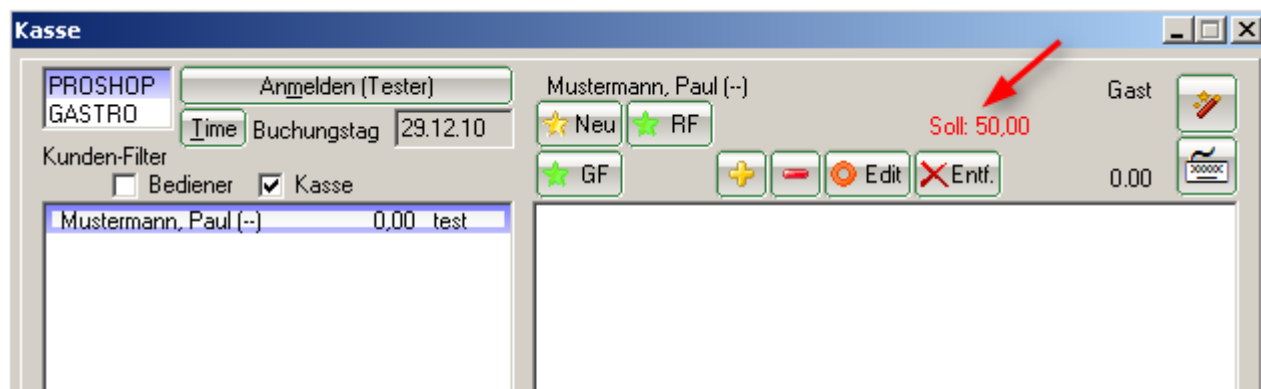 Kasse
PROSHOP
GASTRO
Anmelden (Tester)
Time Buchungstag 29.12.10
Kunden-Filter
Bediener Kasse
Mustermann, Paul (--) 0,00 test
Mustermann, Paul (--) Gast
Neu RF Soll: 50,00
GF Edit Entf. 0.00